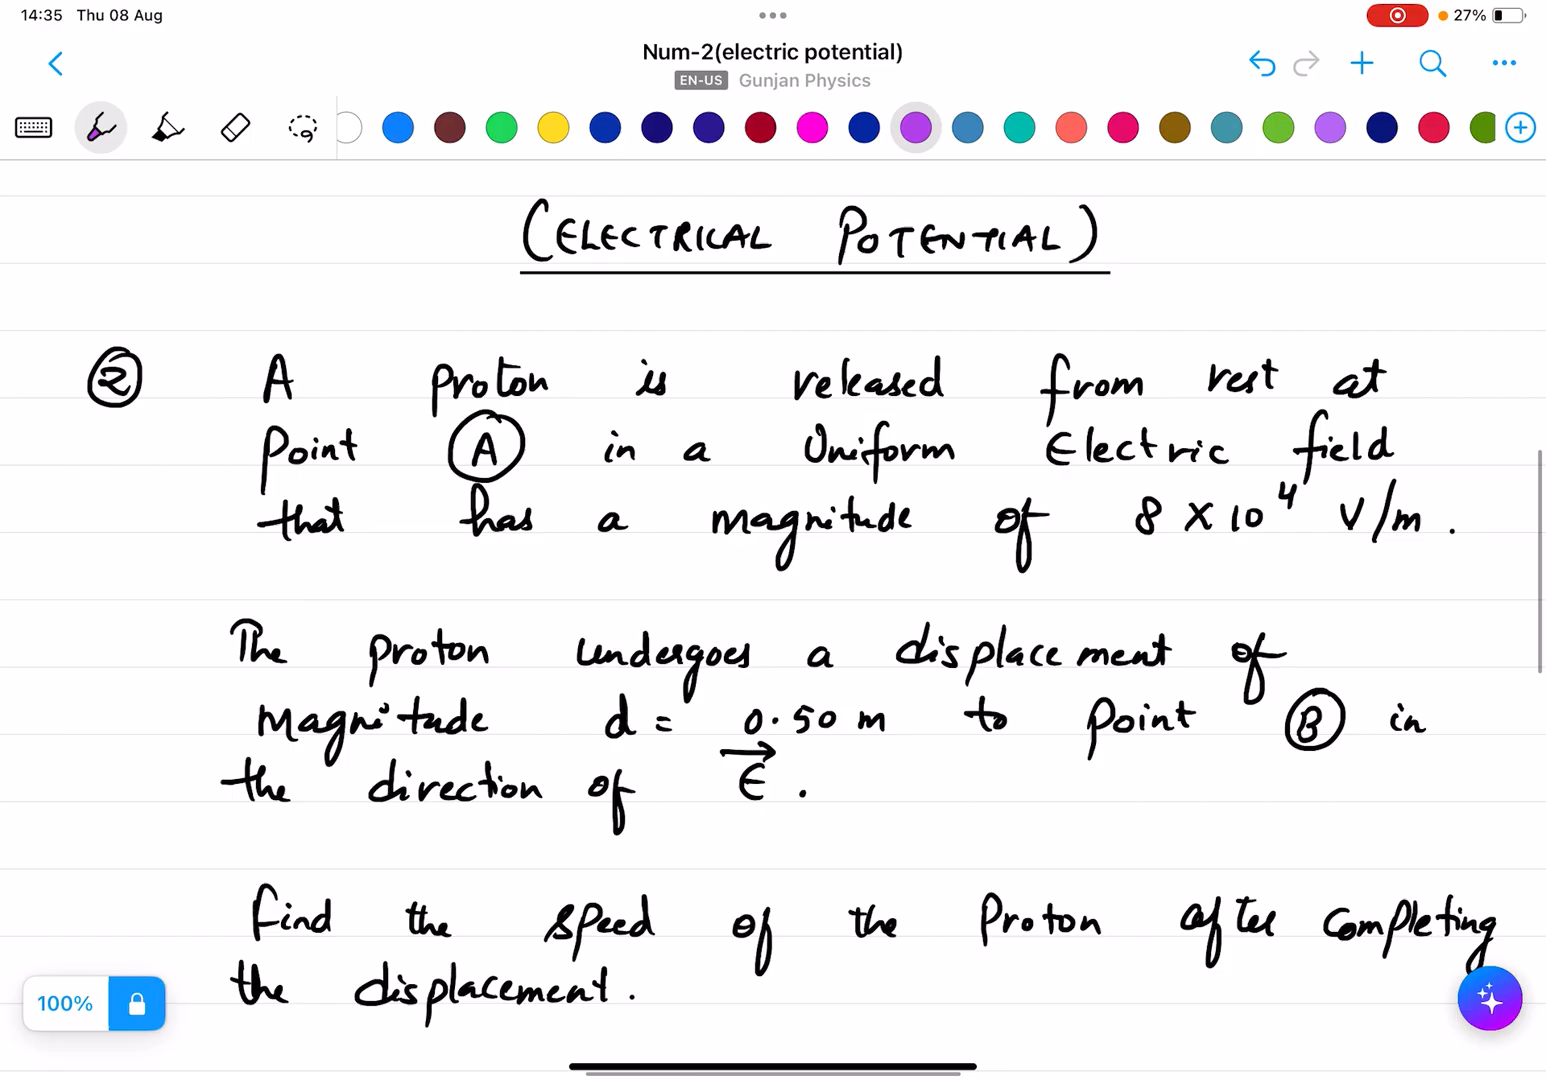 14:35 Thu 08 Aug
27%
Num-2(electric potential)
EN-US Gunjan Physics
(ELECTRICAL POTENTIAL)
② A proton is released from rest at
Point Ⓐ in a Uniform Electric field
that has a magnitude of 8 × 10⁴ V/m.
The proton undergoes a displacement of
Magnitude d = 0.50 m to Point Ⓑ in
the direction of E⃗.
Find the speed of the Proton after completing
the displacement.
100%